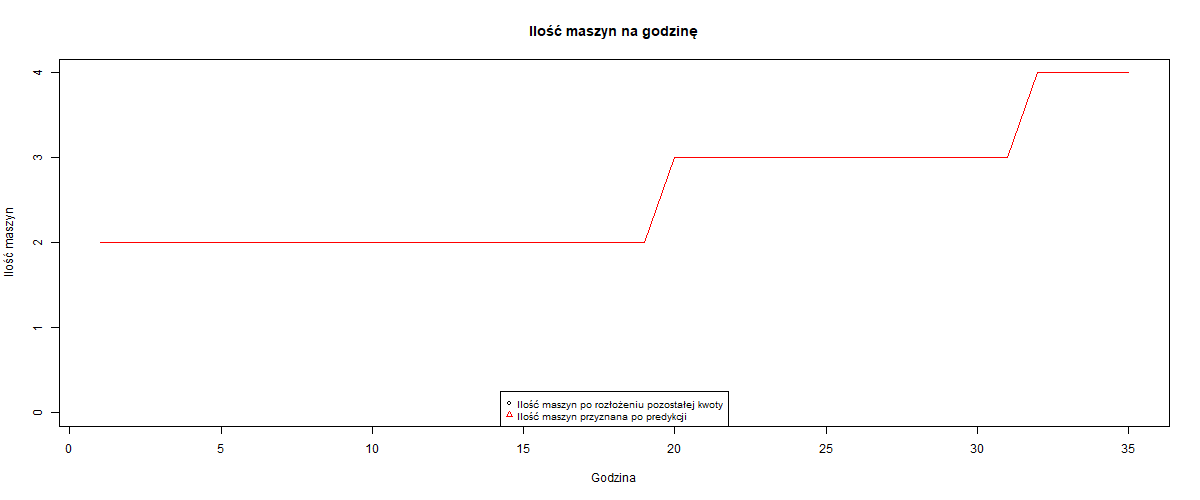 Ilość maszyn na godzinę
Ilość maszyn
4
3
2
1
0
Ilość maszyn po rozłożeniu pozostałej kwoty
Ilość maszyn przyznana po predykcji
0 5 10 15 20 25 30 35
Godzina